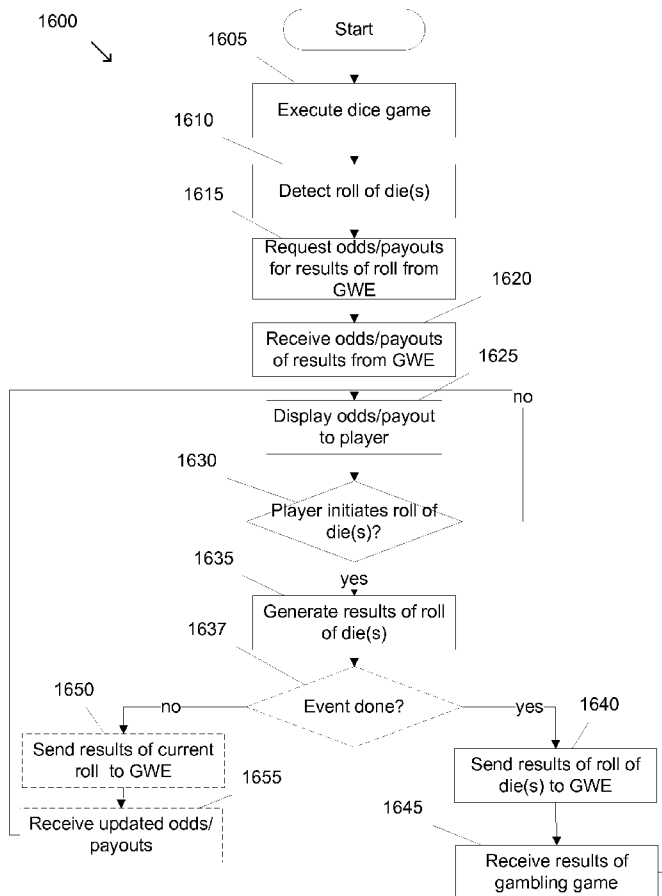 1600
Start
1605
Execute dice game
1610
Detect roll of die(s)
1615
Request odds/payouts
for results of roll from
GWE
1620
Receive odds/payouts
of results from GWE
1625
no
Display odds/payout
to player
1630
Player initiates roll of
die(s)?
yes
1635
Generate results of roll
of die(s)
1637
Event done?
no
yes
1650
Send results of current
roll to GWE
1640
Send results of roll of
die(s) to GWE
1655
Receive updated odds/
payouts
1645
Receive results of
gambling game